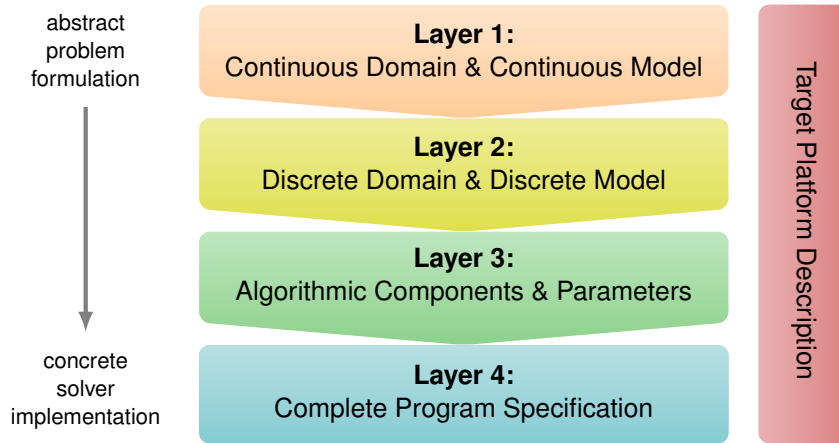 abstract
problem
formulation
Layer 1:
Continuous Domain & Continuous Model
Layer 2:
Discrete Domain & Discrete Model
Layer 3:
Algorithmic Components & Parameters
concrete
solver
implementation
Layer 4:
Complete Program Specification
Target Platform Description